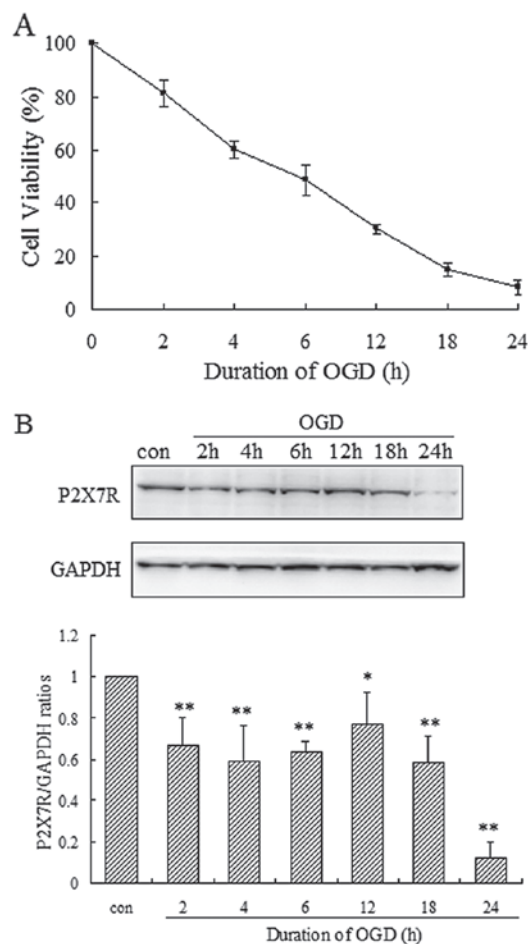 A
100
80
60
40
20
0
Cell Viability (%)
0 2 4 6 12 18 24
Duration of OGD (h)
B
OGD
con 2h 4h 6h 12h 18h 24h
P2X7R
GAPDH
1.2
1
0.8
0.6
0.4
0.2
0
P2X7R/GAPDH ratios
** ** ** * ** **
con 2 4 6 12 18 24
Duration of OGD (h)